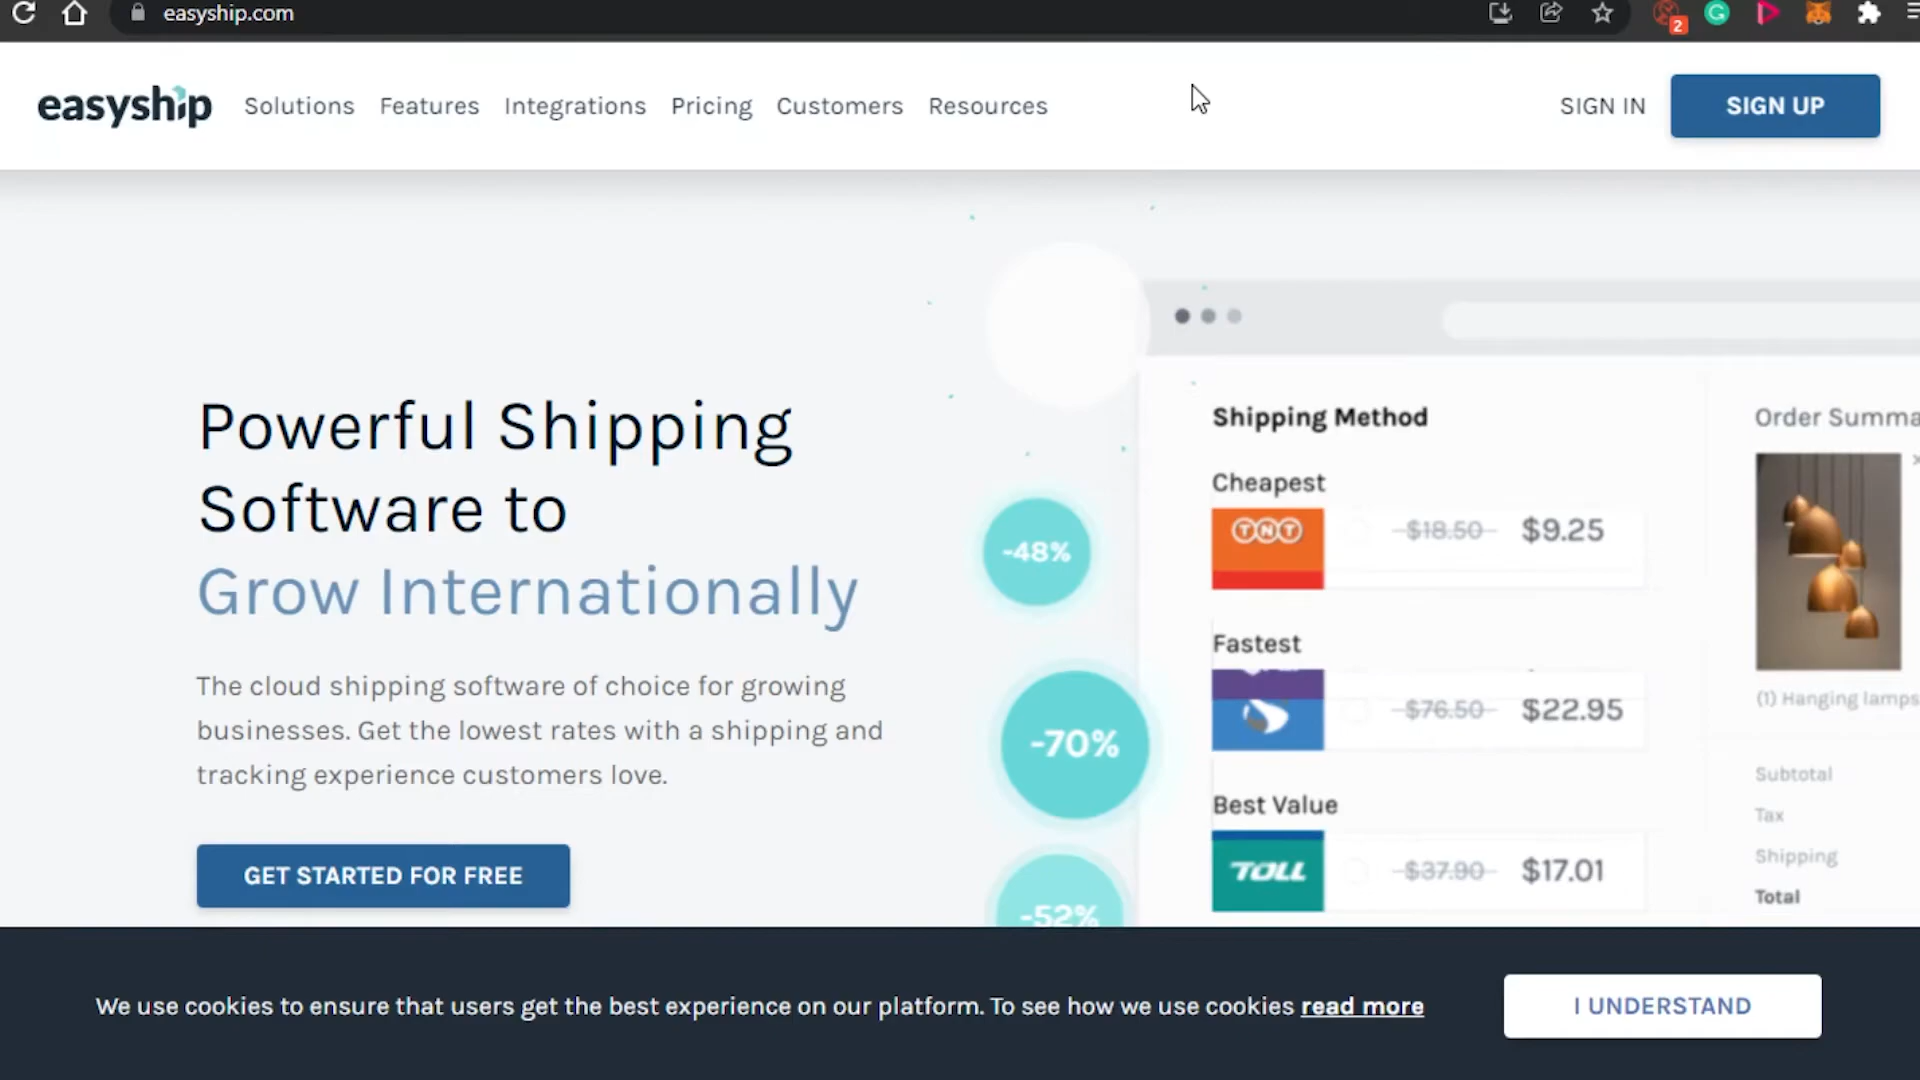 easyship.com
2
easyship Solutions Features Integrations Pricing Customers Resources SIGN IN SIGN UP
Powerful Shipping
Software to
Grow Internationally
The cloud shipping software of choice for growing
businesses. Get the lowest rates with a shipping and
tracking experience customers love.
GET STARTED FOR FREE
-48%
-70%
-52%
Shipping Method
Cheapest
TNT $18.50 $9.25
Fastest
$76.50 $22.95
Best Value
TOLL $37.90 $17.01
Order Summa
(1) Hanging lamps
Subtotal
Tax
Shipping
Total
We use cookies to ensure that users get the best experience on our platform. To see how we use cookies read more
I UNDERSTAND